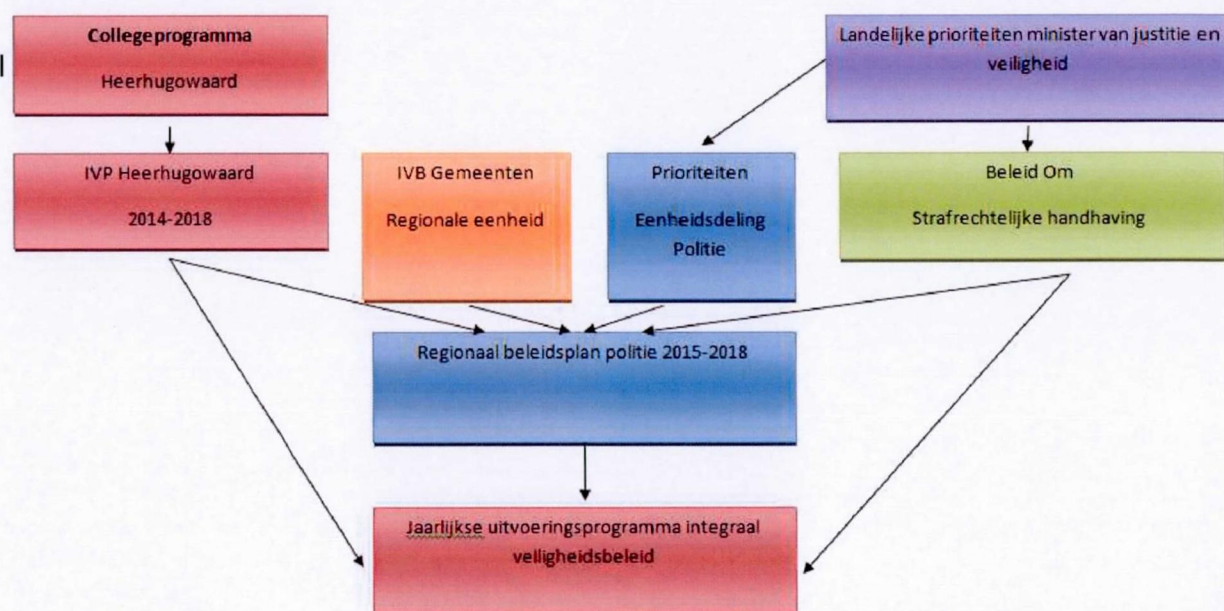 Collegeprogramma
Heerhugowaard
Landelijke prioriteiten minister van justitie en
veiligheid
IVP Heerhugowaard
2014-2018
IVB Gemeenten
Regionale eenheid
Prioriteiten
Eenheidsdeling
Politie
Beleid Om
Strafrechtelijke handhaving
Regionaal beleidsplan politie 2015-2018
Jaarlijkse uitvoeringsprogramma integraal
veiligheidsbeleid